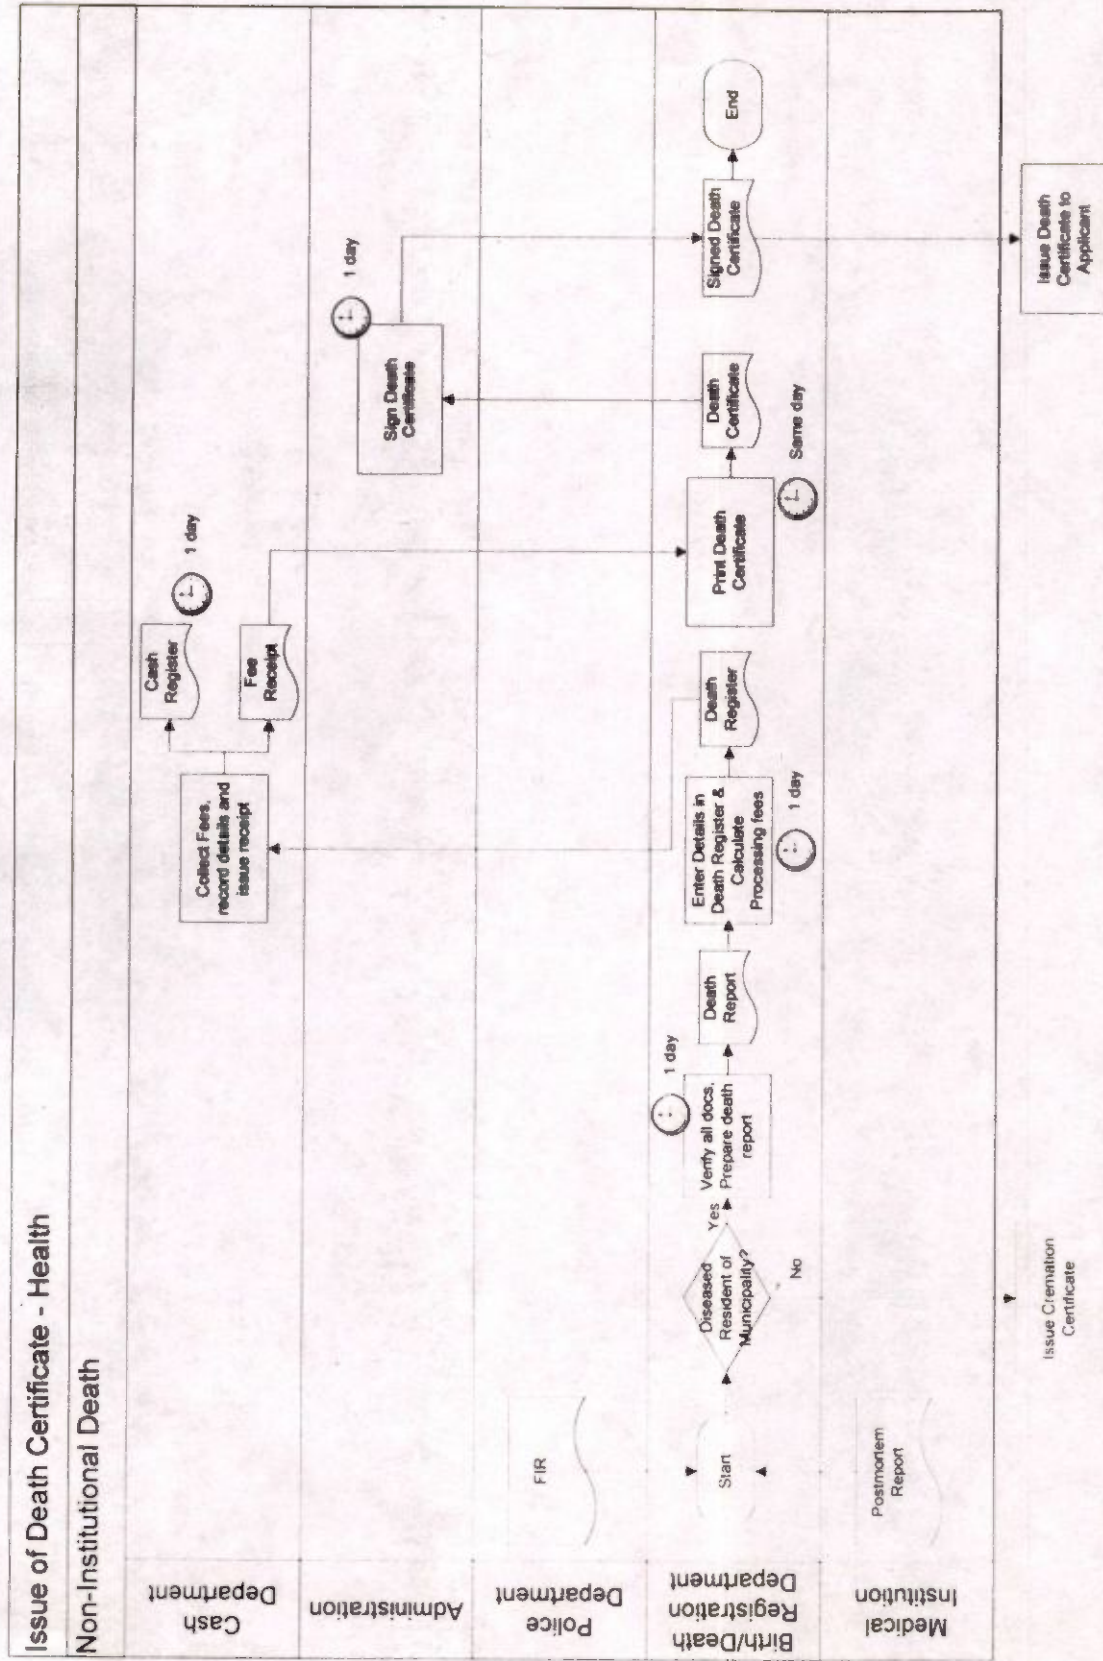 Issue of Death Certificate - Health
Non-Institutional Death
Cash
Department
Administration
Police
Department
Birth/Death
Registration
Department
Medical
Institution
Collect Fees,
record details and
issue receipt
Cash
Register
1 day
Fee
Receipt
Sign Death
Certificate
1 day
FIR
Start
Diseased
Resident of
Municipality?
Yes
No
Verify all docs.
Prepare death
report
1 day
Death
Report
Enter Details in
Death Register &
Calculate
Processing fees
1 day
Death
Register
Print Death
Certificate
Same day
Death
Certificate
Signed Death
Certificate
End
Postmortem
Report
Issue Cremation
Certificate
Issue Death
Certificate to
Applicant